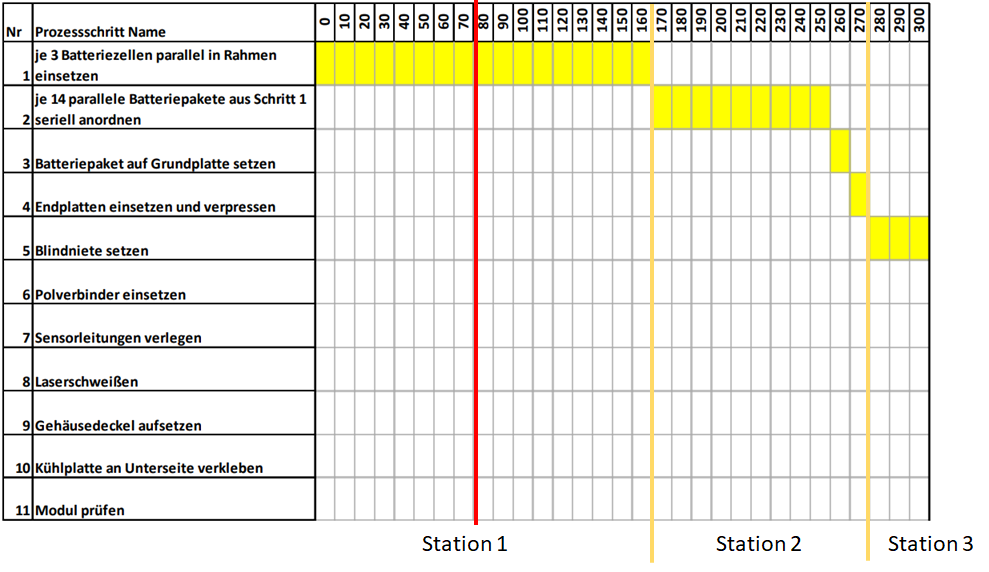 Nr Prozessschritt Name 0 10 20 30 40 50 60 70 80 90 100 110 120 130 140 150 160 170 180 190 200 210 220 230 240 250 260 270 280 290 300
je 3 Batteriezellen parallel in Rahmen
1 einsetzen
je 14 parallele Batteriepakete aus Schritt 1
2 seriell anordnen
3 Batteriepaket auf Grundplatte setzen
4 Endplatten einsetzen und verpressen
5 Blindniete setzen
6 Polverbinder einsetzen
7 Sensorleitungen verlegen
8 Laserschweißen
9 Gehäusedeckel aufsetzen
10 Kühlplatte an Unterseite verkleben
11 Modul prüfen
Station 1 Station 2 Station 3